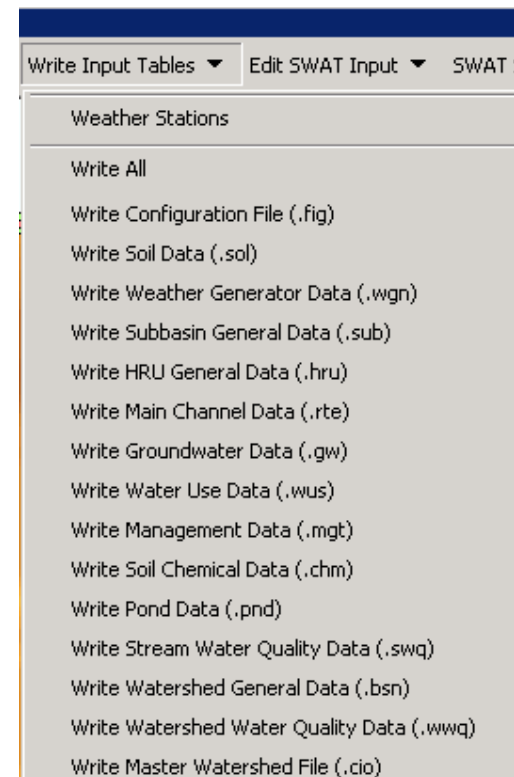 Write Input Tables Edit SWAT Input SWAT
Weather Stations
Write All
Write Configuration File (.fig)
Write Soil Data (.sol)
Write Weather Generator Data (.wgn)
Write Subbasin General Data (.sub)
Write HRU General Data (.hru)
Write Main Channel Data (.rte)
Write Groundwater Data (.gw)
Write Water Use Data (.wus)
Write Management Data (.mgt)
Write Soil Chemical Data (.chm)
Write Pond Data (.pnd)
Write Stream Water Quality Data (.swq)
Write Watershed General Data (.bsn)
Write Watershed Water Quality Data (.wwq)
Write Master Watershed File (.cio)